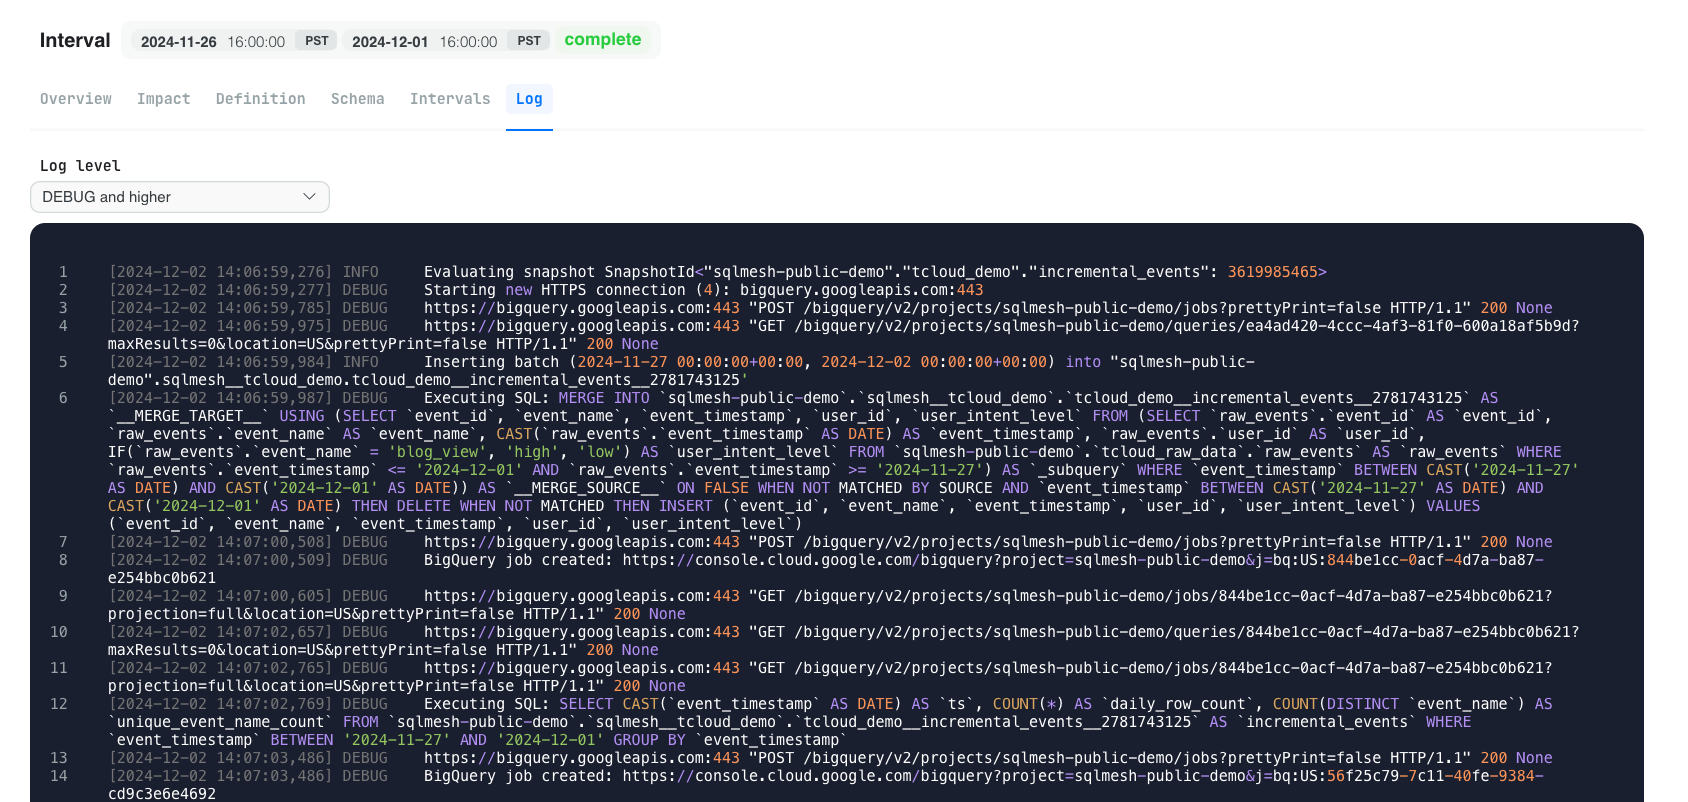 Interval 2024-11-26 16:00:00 PST 2024-12-01 16:00:00 PST complete
Overview Impact Definition Schema Intervals Log
Log level
DEBUG and higher
1 [2024-12-02 14:06:59,276] INFO Evaluating snapshot SnapshotId<"sqlmesh-public-demo"."tcloud_demo"."incremental_events": 3619985465>
2 [2024-12-02 14:06:59,277] DEBUG Starting new HTTPS connection (4): bigquery.googleapis.com:443
3 [2024-12-02 14:06:59,785] DEBUG https://bigquery.googleapis.com:443 "POST /bigquery/v2/projects/sqlmesh-public-demo/jobs?prettyPrint=false HTTP/1.1" 200 None
4 [2024-12-02 14:06:59,975] DEBUG https://bigquery.googleapis.com:443 "GET /bigquery/v2/projects/sqlmesh-public-demo/queries/ea4ad420-4ccc-4af3-81f0-600a18af5b9d?
maxResults=0&location=US&prettyPrint=false HTTP/1.1" 200 None
5 [2024-12-02 14:06:59,984] INFO Inserting batch (2024-11-27 00:00:00+00:00, 2024-12-02 00:00:00+00:00) into "sqlmesh-public-
demo".sqlmesh__tcloud_demo.tcloud_demo__incremental_events__2781743125'
6 [2024-12-02 14:06:59,987] DEBUG Executing SQL: MERGE INTO `sqlmesh-public-demo`.`sqlmesh__tcloud_demo`.`tcloud_demo__incremental_events__2781743125` AS
`__MERGE_TARGET__` USING (SELECT `event_id`, `event_name`, `event_timestamp`, `user_id`, `user_intent_level` FROM (SELECT `raw_events`.`event_id` AS `event_id`,
`raw_events`.`event_name` AS `event_name`, CAST(`raw_events`.`event_timestamp` AS DATE) AS `event_timestamp`, `raw_events`.`user_id` AS `user_id`,
IF(`raw_events`.`event_name` = 'blog_view', 'high', 'low') AS `user_intent_level` FROM `sqlmesh-public-demo`.`tcloud_raw_data`.`raw_events` AS `raw_events` WHERE
`raw_events`.`event_timestamp` <= '2024-12-01' AND `raw_events`.`event_timestamp` >= '2024-11-27') AS `_subquery` WHERE `event_timestamp` BETWEEN CAST('2024-11-27'
AS DATE) AND CAST('2024-12-01' AS DATE)) AS `__MERGE_SOURCE__` ON FALSE WHEN NOT MATCHED BY SOURCE AND `event_timestamp` BETWEEN CAST('2024-11-27' AS DATE) AND
CAST('2024-12-01' AS DATE) THEN DELETE WHEN NOT MATCHED THEN INSERT (`event_id`, `event_name`, `event_timestamp`, `user_id`, `user_intent_level`) VALUES
(`event_id`, `event_name`, `event_timestamp`, `user_id`, `user_intent_level`)
7 [2024-12-02 14:07:00,508] DEBUG https://bigquery.googleapis.com:443 "POST /bigquery/v2/projects/sqlmesh-public-demo/jobs?prettyPrint=false HTTP/1.1" 200 None
8 [2024-12-02 14:07:00,509] DEBUG BigQuery job created: https://console.cloud.google.com/bigquery?project=sqlmesh-public-demo&j=bq:US:844be1cc-0acf-4d7a-ba87-
e254bbc0b621
9 [2024-12-02 14:07:00,605] DEBUG https://bigquery.googleapis.com:443 "GET /bigquery/v2/projects/sqlmesh-public-demo/jobs/844be1cc-0acf-4d7a-ba87-e254bbc0b621?
projection=full&location=US&prettyPrint=false HTTP/1.1" 200 None
10 [2024-12-02 14:07:02,657] DEBUG https://bigquery.googleapis.com:443 "GET /bigquery/v2/projects/sqlmesh-public-demo/queries/844be1cc-0acf-4d7a-ba87-e254bbc0b621?
maxResults=0&location=US&prettyPrint=false HTTP/1.1" 200 None
11 [2024-12-02 14:07:02,765] DEBUG https://bigquery.googleapis.com:443 "GET /bigquery/v2/projects/sqlmesh-public-demo/jobs/844be1cc-0acf-4d7a-ba87-e254bbc0b621?
projection=full&location=US&prettyPrint=false HTTP/1.1" 200 None
12 [2024-12-02 14:07:02,769] DEBUG Executing SQL: SELECT CAST(`event_timestamp` AS DATE) AS `ts`, COUNT(*) AS `daily_row_count`, COUNT(DISTINCT `event_name`) AS
`unique_event_name_count` FROM `sqlmesh-public-demo`.`sqlmesh__tcloud_demo`.`tcloud_demo__incremental_events__2781743125` AS `incremental_events` WHERE
`event_timestamp` BETWEEN '2024-11-27' AND '2024-12-01' GROUP BY `event_timestamp`
13 [2024-12-02 14:07:03,486] DEBUG https://bigquery.googleapis.com:443 "POST /bigquery/v2/projects/sqlmesh-public-demo/jobs?prettyPrint=false HTTP/1.1" 200 None
14 [2024-12-02 14:07:03,486] DEBUG BigQuery job created: https://console.cloud.google.com/bigquery?project=sqlmesh-public-demo&j=bq:US:56f25c79-7c11-40fe-9384-
cd9c3e6e4692